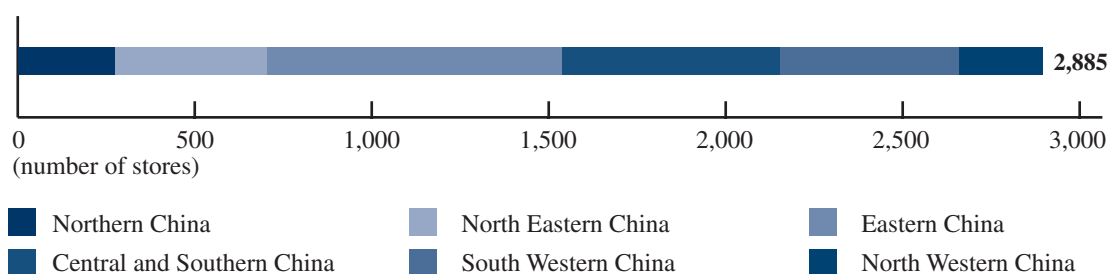 2,885
0 500 1,000 1,500 2,000 2,500 3,000
(number of stores)
Northern China North Eastern China Eastern China
Central and Southern China South Western China North Western China